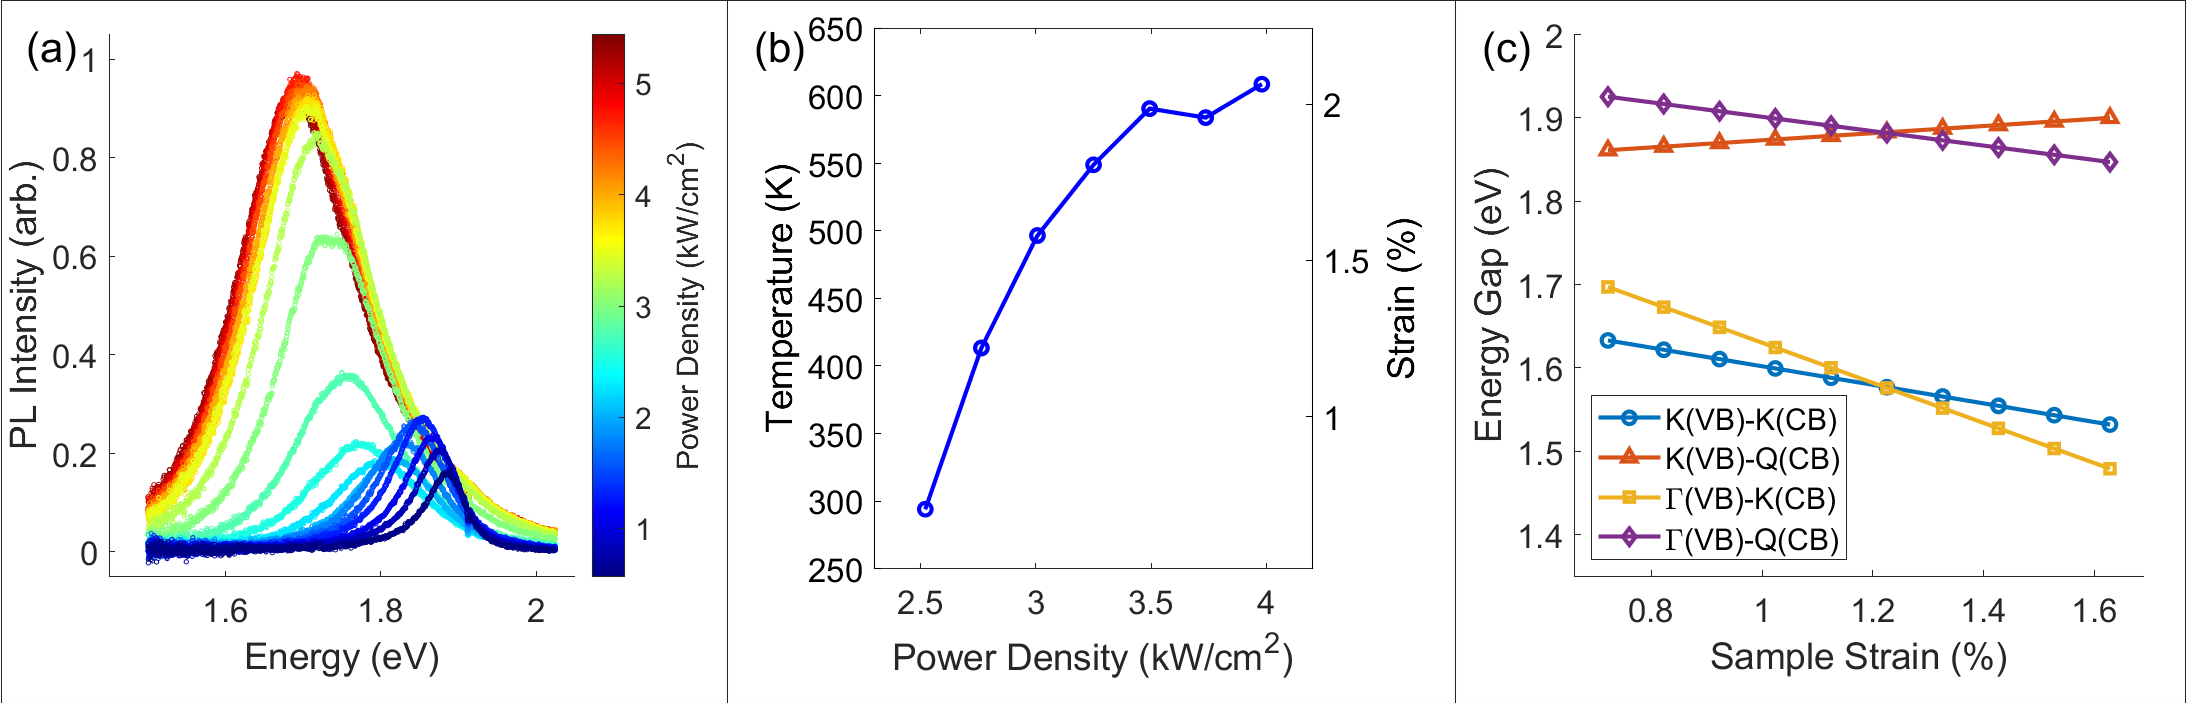 (a)
1
0.8
0.6
0.4
0.2
0
PL Intensity (arb.)
1.6
1.8
2
Energy (eV)
5
4
3
2
1
Power Density (kW/cm²)
(b)
650
600
550
500
450
400
350
300
250
Temperature (K)
2.5
3
3.5
4
Power Density (kW/cm²)
2
1.5
1
Strain (%)
(c)
2
1.9
1.8
1.7
1.6
1.5
1.4
Energy Gap (eV)
K(VB)-K(CB)
K(VB)-Q(CB)
Γ(VB)-K(CB)
Γ(VB)-Q(CB)
0.8
1
1.2
1.4
1.6
Sample Strain (%)